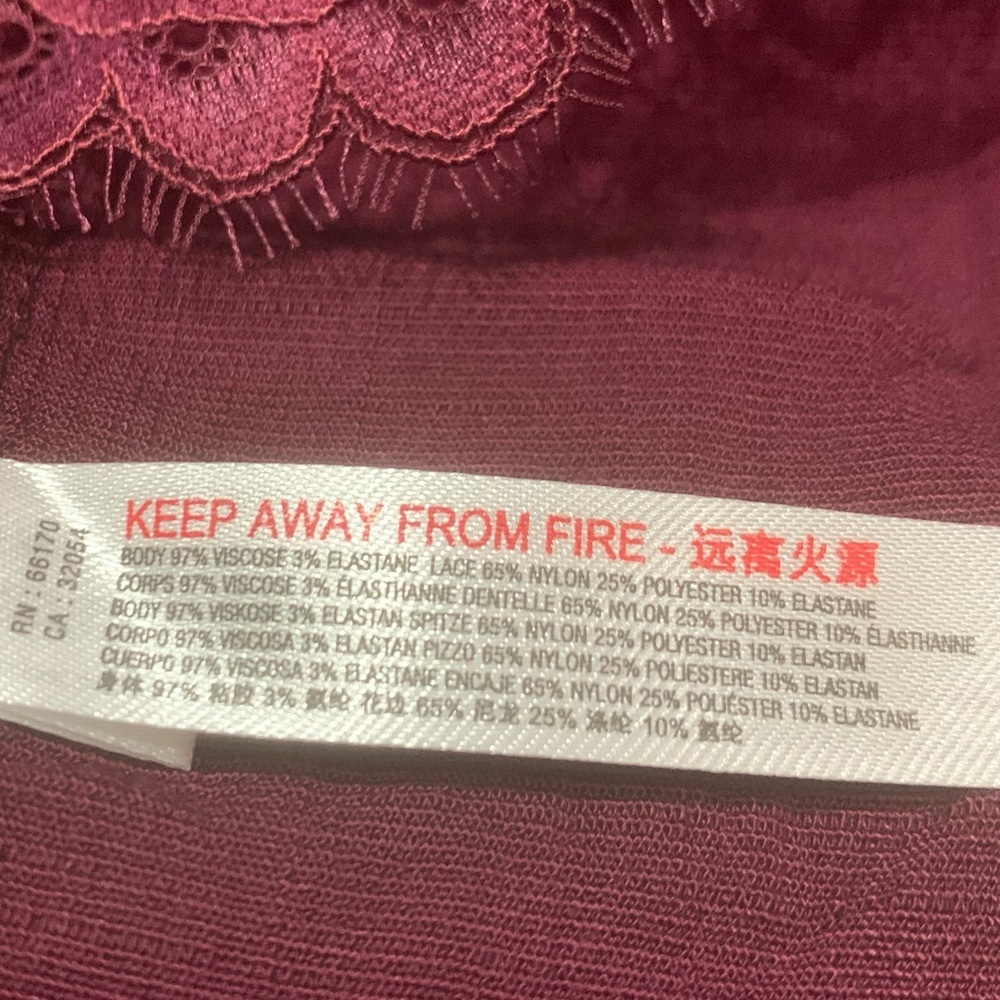 RN : 66170
CA : 32054
KEEP AWAY FROM FIRE - 远离火源
BODY 97% VISCOSE 3% ELASTANE LACE 65% NYLON 25% POLYESTER 10% ELASTANE
CORPS 97% VISCOSE 3% ÉLASTHANNE DENTELLE 65% NYLON 25% POLYESTER 10% ÉLASTHANNE
BODY 97% VISKOSE 3% ELASTAN SPITZE 65% NYLON 25% POLYESTER 10% ELASTAN
CORPO 97% VISCOSA 3% ELASTAN PIZZO 65% NYLON 25% POLIESTERE 10% ELASTAN
CUERPO 97% VISCOSA 3% ELASTANE ENCAJE 65% NYLON 25% POLIÉSTER 10% ELASTANE
身体 97% 粘胶 3% 氨纶 花边 65% 尼龙 25% 涤纶 10% 氨纶